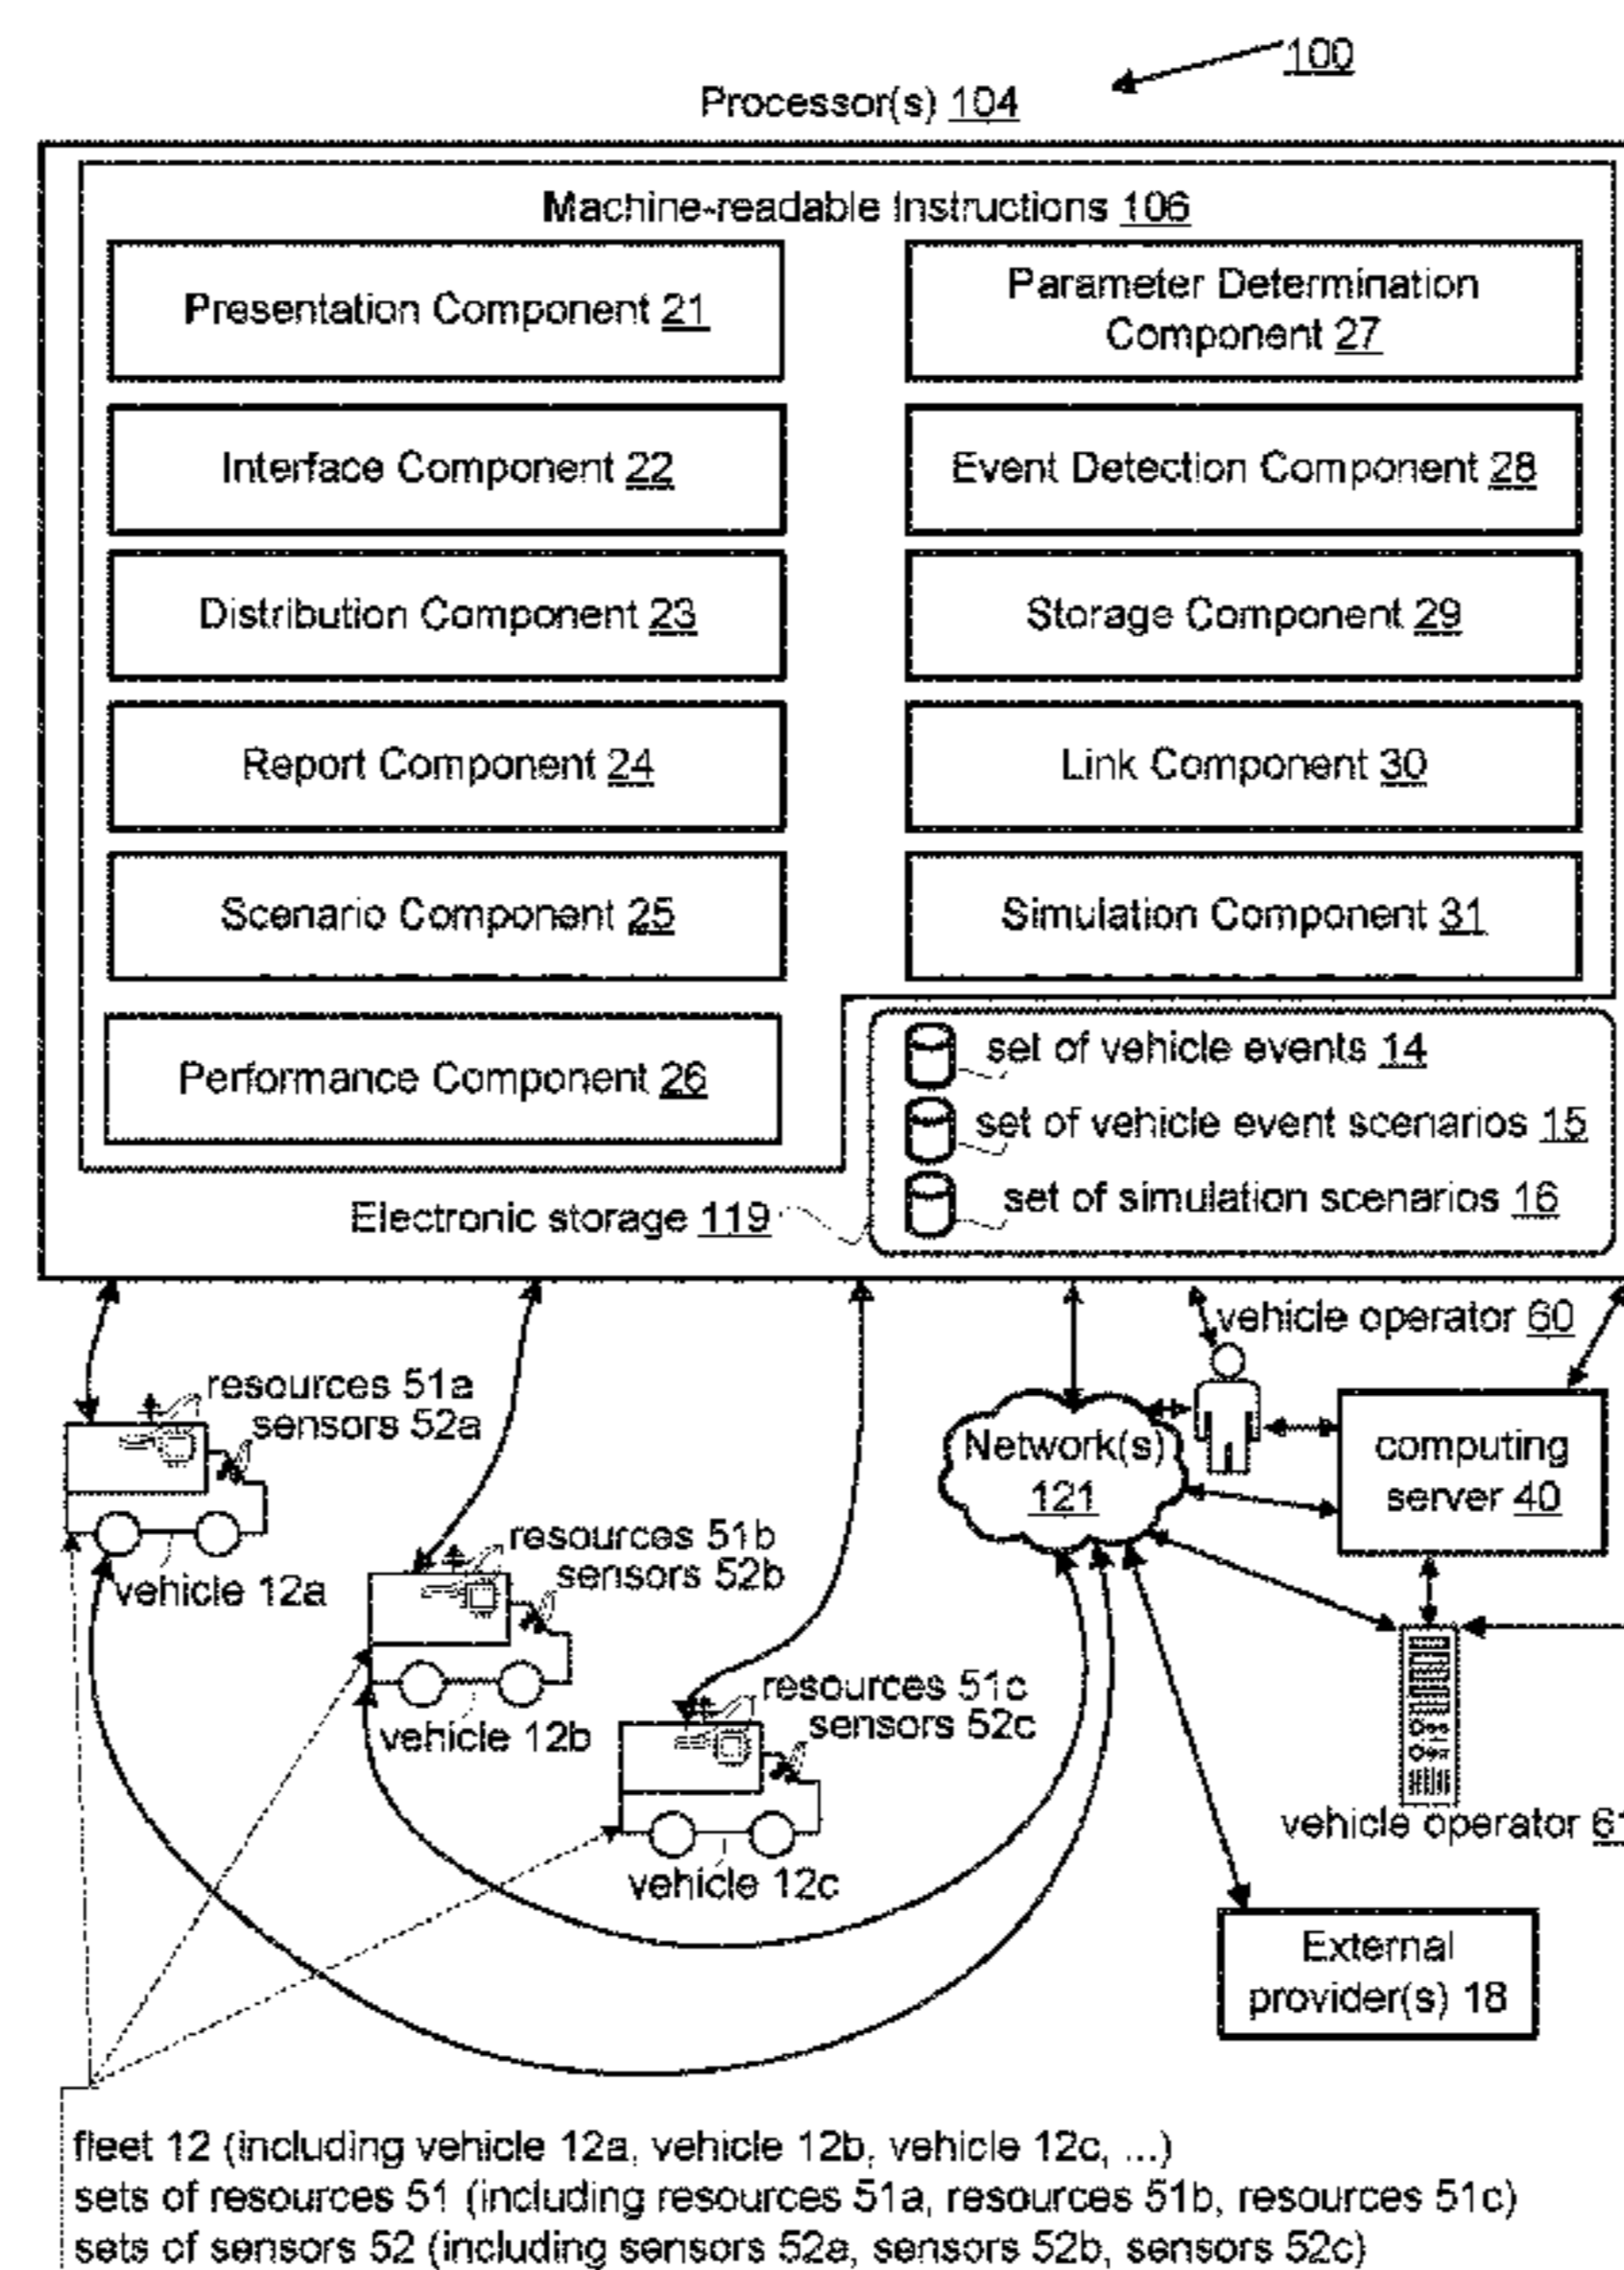 100
Processor(s) 104
Machine-readable Instructions 106
Presentation Component 21
Parameter Determination
Component 27
Interface Component 22
Event Detection Component 28
Distribution Component 23
Storage Component 29
Report Component 24
Link Component 30
Scenario Component 25
Simulation Component 31
Performance Component 26
set of vehicle events 14
set of vehicle event scenarios 15
set of simulation scenarios 16
Electronic storage 119
vehicle operator 60
resources 51a
sensors 52a
vehicle 12a
Network(s)
121
computing
server 40
resources 51b
sensors 52b
vehicle 12b
resources 51c
sensors 52c
vehicle 12c
vehicle operator 61
External
provider(s) 18
fleet 12 (including vehicle 12a, vehicle 12b, vehicle 12c, ...)
sets of resources 51 (including resources 51a, resources 51b, resources 51c)
sets of sensors 52 (including sensors 52a, sensors 52b, sensors 52c)